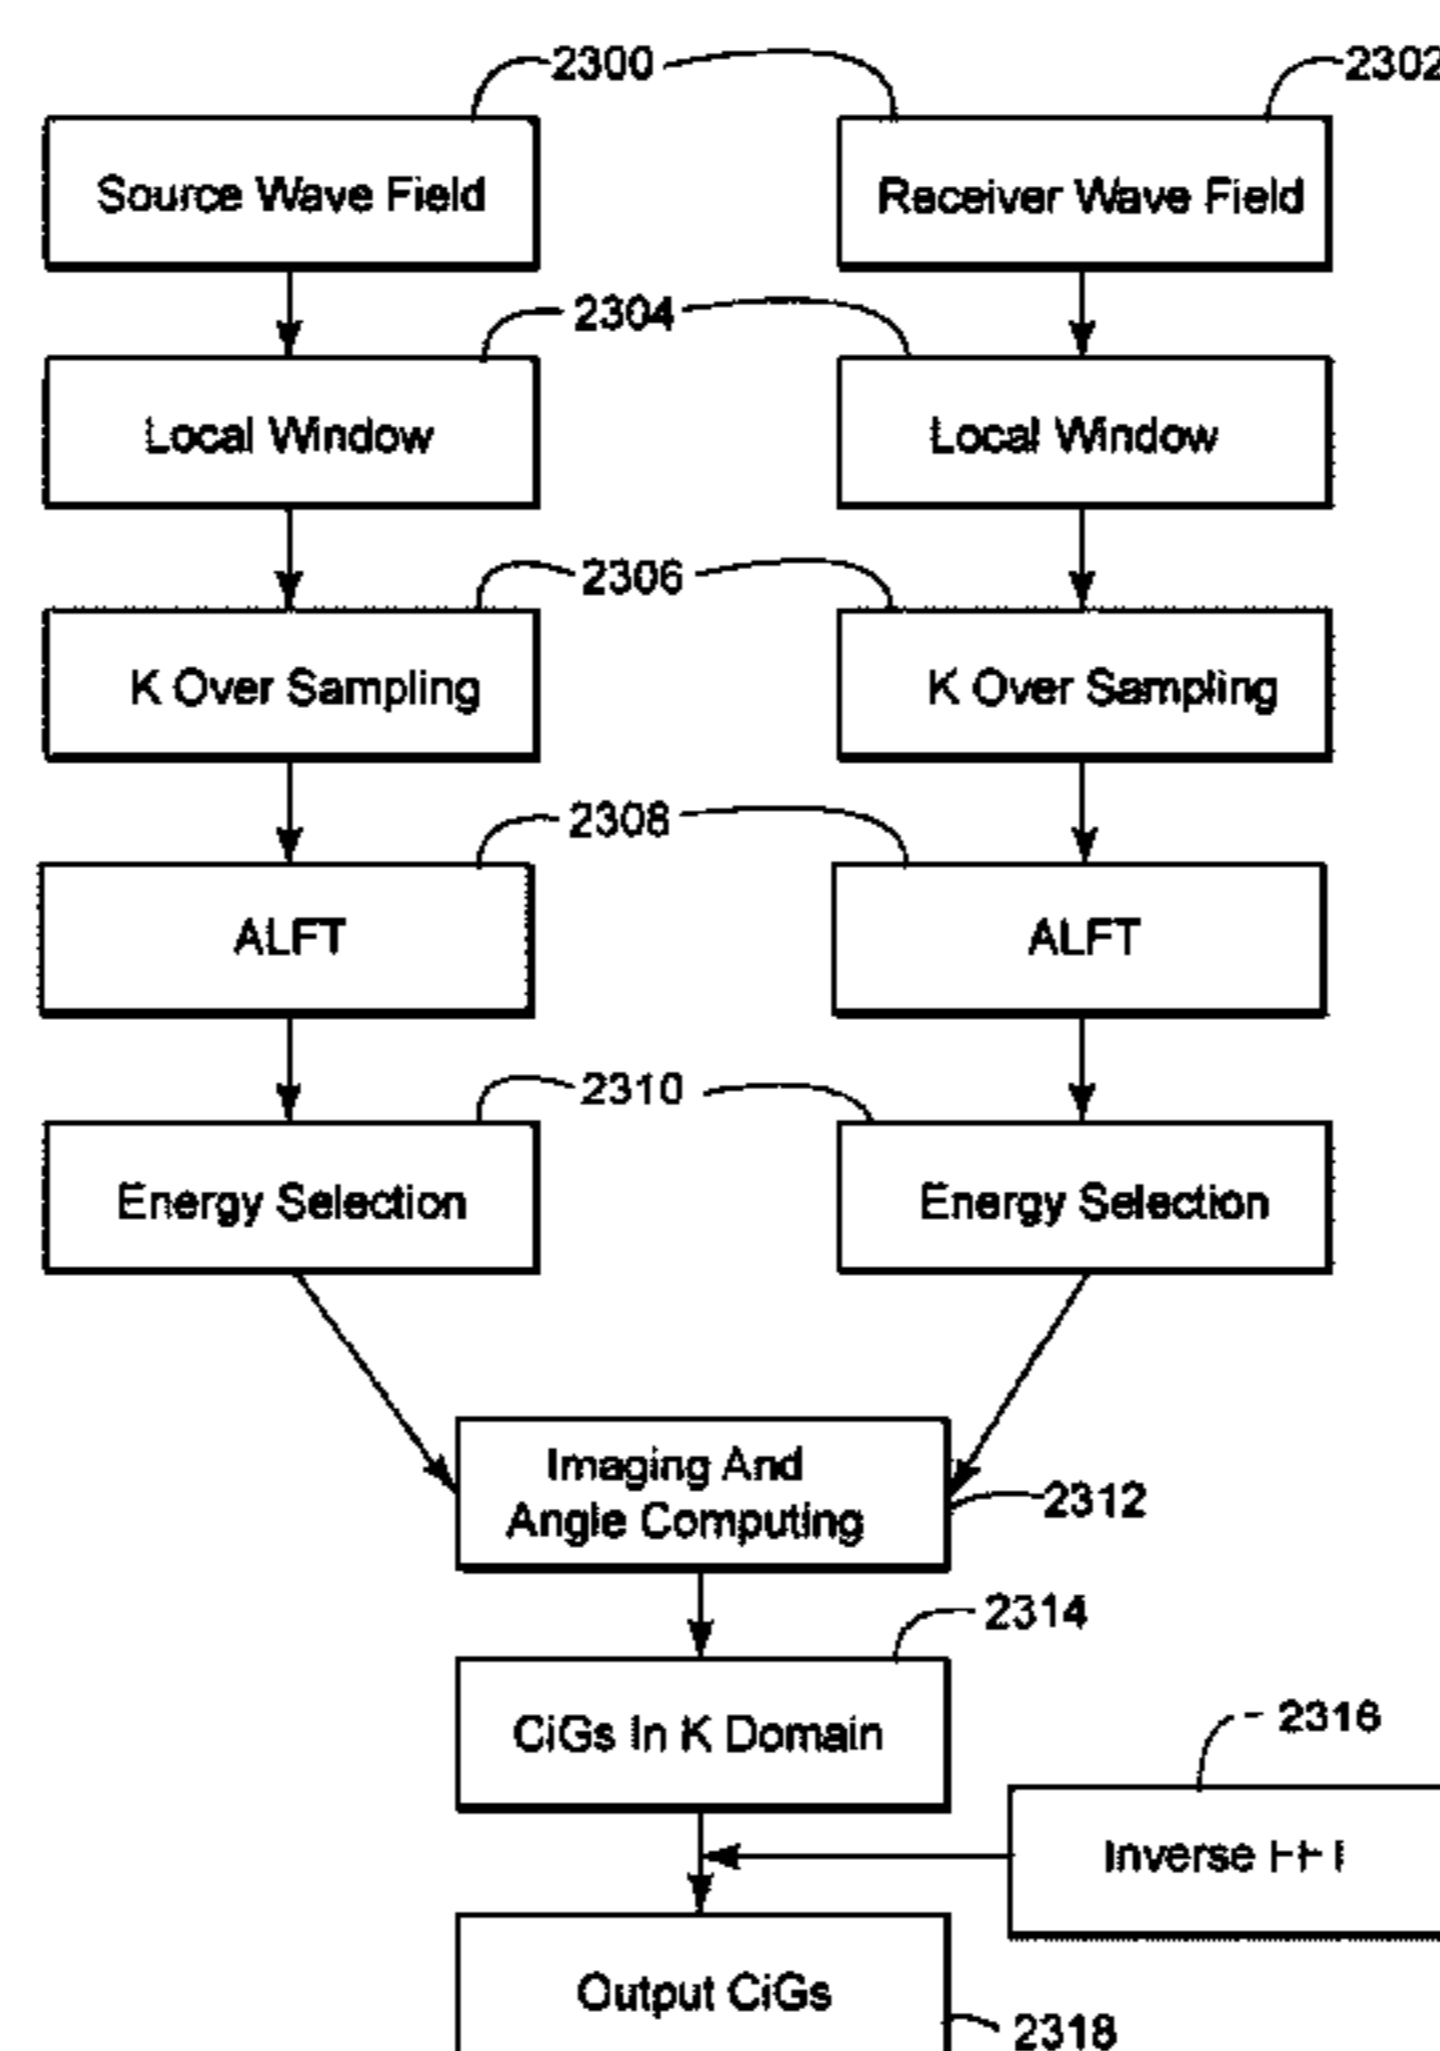 2300
2302
Source Wave Field
Receiver Wave Field
2304
Local Window
Local Window
2306
K Over Sampling
K Over Sampling
2308
ALFT
ALFT
2310
Energy Selection
Energy Selection
Imaging And
Angle Computing
2312
2314
CiGs In K Domain
2316
Inverse
Output CiGs
2318